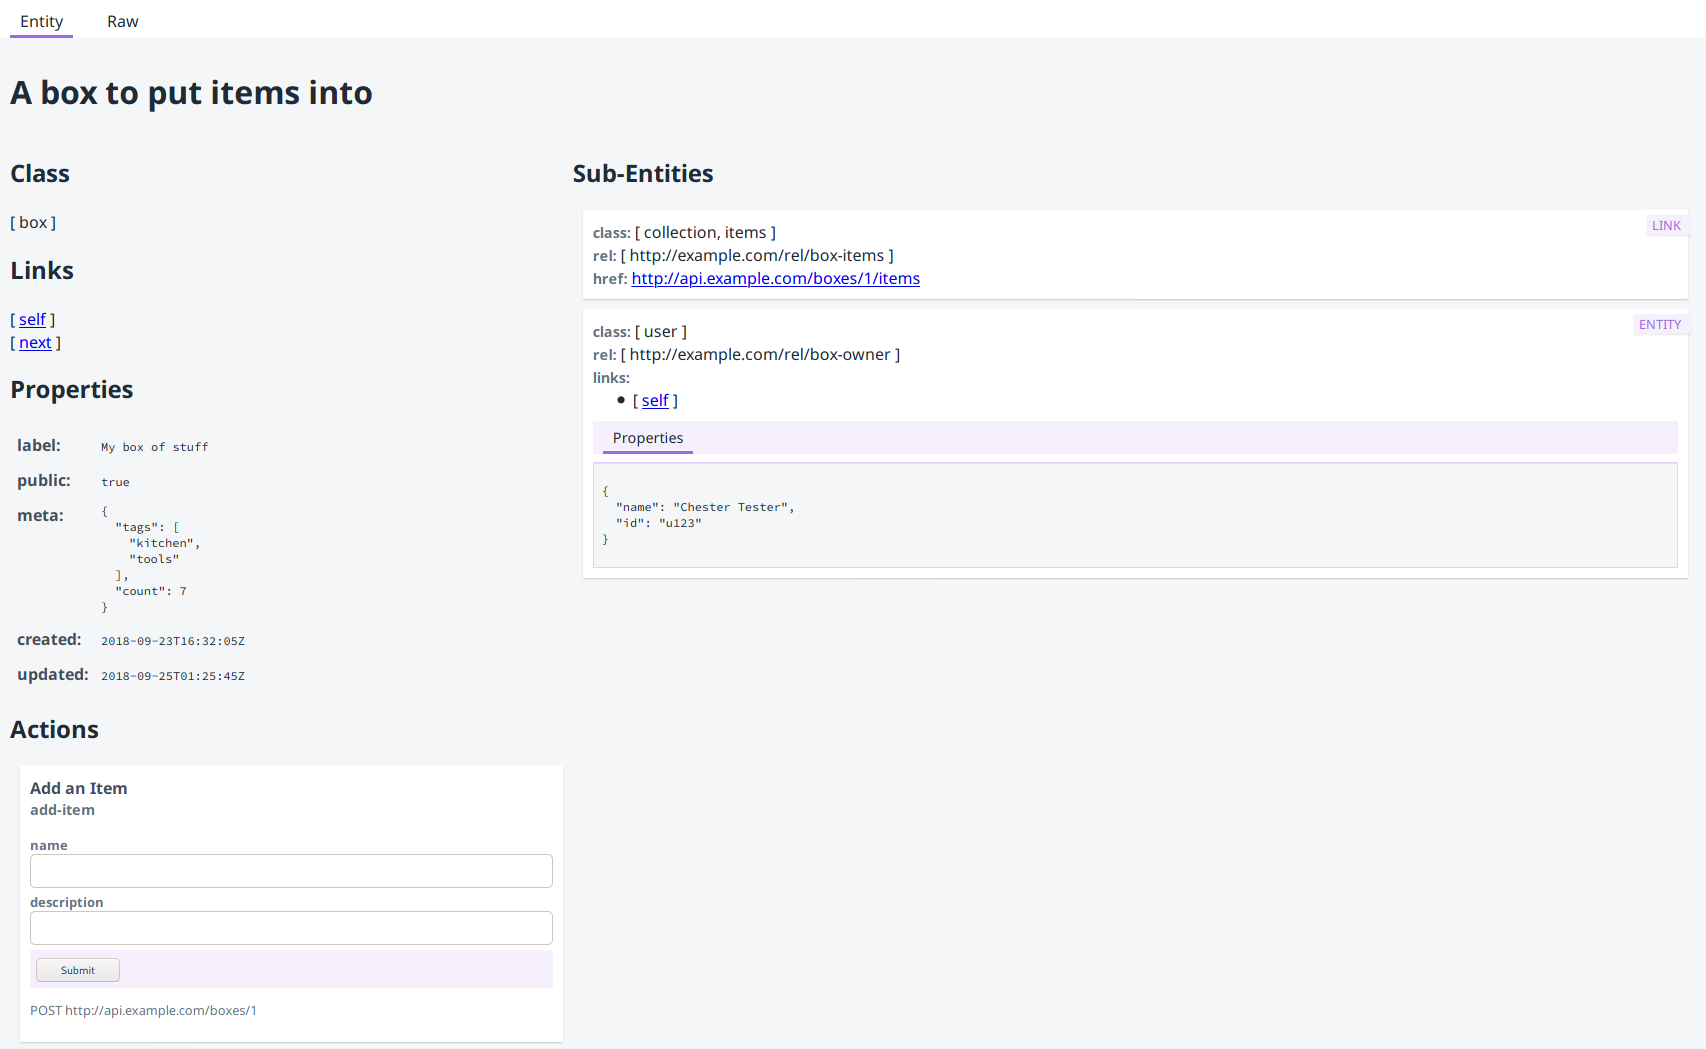 Entity Raw
A box to put items into
Class
[ box ]
Links
[ self ]
[ next ]
Properties
label: My box of stuff
public: true
meta: {
"tags": [
"kitchen",
"tools"
],
"count": 7
}
created: 2018-09-23T16:32:05Z
updated: 2018-09-25T01:25:45Z
Actions
Add an Item
add-item
name
description
Submit
POST http://api.example.com/boxes/1
Sub-Entities
LINK
class: [ collection, items ]
rel: [ http://example.com/rel/box-items ]
href: http://api.example.com/boxes/1/items
ENTITY
class: [ user ]
rel: [ http://example.com/rel/box-owner ]
links:
• [ self ]
Properties
{
"name": "Chester Tester",
"id": "u123"
}